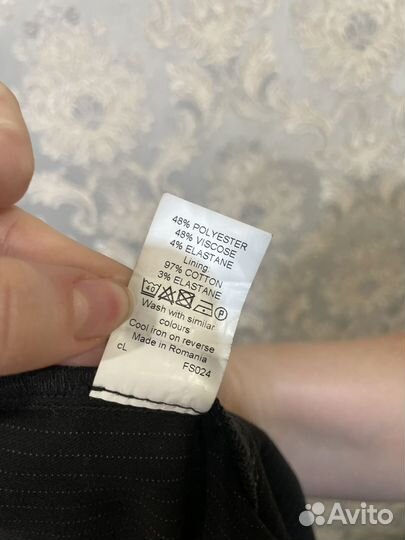 48% POLYESTER
48% VISCOSE
4% ELASTANE
Lining:
97% COTTON
3% ELASTANE
40 P
Wash with similar
colours
Cool iron on reverse
Made in Romania
CL FS024
Avito